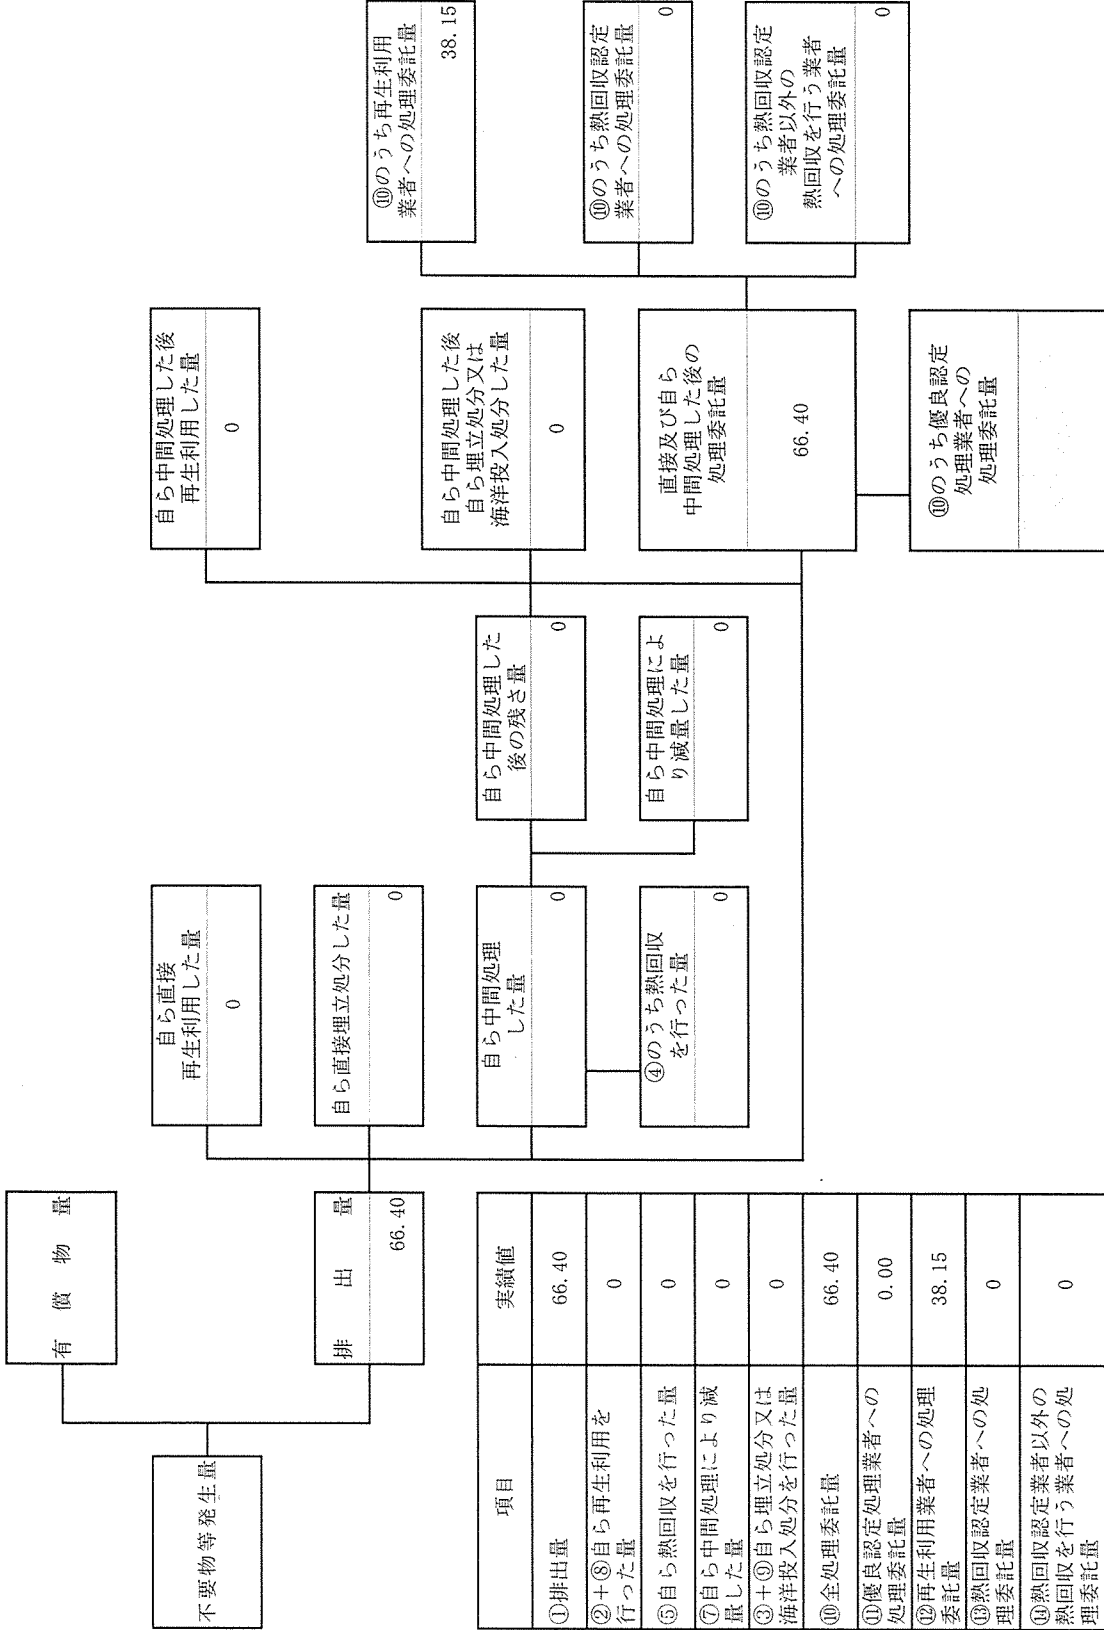 不要物等発生量
有償物量
排出量
66.40
自ら直接
再生利用した量
0
自ら直接埋立処分した量
0
自ら中間処理
した量
0
④のうち熱回収
を行った量
0
自ら中間処理した
後の残さ量
0
自ら中間処理によ
り減量した量
0
自ら中間処理した後
再生利用した量
0
自ら中間処理した後
自ら埋立処分又は
海洋投入処分した量
0
直接及び自ら
中間処理した後の
処理委託量
66.40
⑩のうち優良認定
処理業者への
処理委託量
⑩のうち再生利用
業者への処理委託量
38.15
⑩のうち熱回収認定
業者への処理委託量
0
⑩のうち熱回収認定
業者以外の
熱回収を行う業者
への処理委託量
0
項目 実績値
①排出量 66.40
②+⑧自ら再生利用を
行った量 0
⑤自ら熱回収を行った量 0
⑦自ら中間処理により減
量した量 0
③+⑨自ら埋立処分又は
海洋投入処分を行った量 0
⑩全処理委託量 66.40
⑪優良認定処理業者への
処理委託量 0.00
⑫再生利用業者への処理
委託量 38.15
⑬熱回収認定業者への処
理委託量 0
⑭熱回収認定業者以外の
熱回収を行う業者への処
理委託量 0